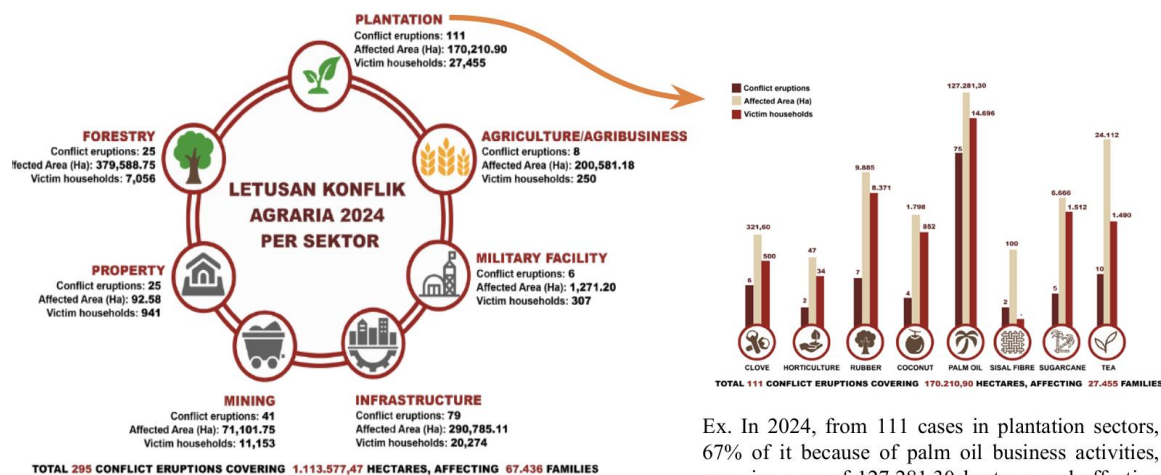 PLANTATION
Conflict eruptions: 111
Affected Area (Ha): 170,210.90
Victim households: 27,455
FORESTRY
Conflict eruptions: 25
ffected Area (Ha): 379,588.75
Victim households: 7,056
AGRICULTURE/AGRIBUSINESS
Conflict eruptions: 8
Affected Area (Ha): 200,581.18
Victim households: 250
LETUSAN KONFLIK
AGRARIA 2024
PER SEKTOR
PROPERTY
Conflict eruptions: 25
Affected Area (Ha): 92.58
Victim households: 941
MILITARY FACILITY
Conflict eruptions: 6
Affected Area (Ha): 1,271.20
Victim households: 307
MINING
Conflict eruptions: 41
Affected Area (Ha): 71,101.75
Victim households: 11,153
INFRASTRUCTURE
Conflict eruptions: 79
Affected Area (Ha): 290,785.11
Victim households: 20,274
TOTAL 295 CONFLICT ERUPTIONS COVERING 1.113.577,47 HECTARES, AFFECTING 67.436 FAMILIES
Conflict eruptions
Affected Area (Ha)
Victim households
6 321,60 500
2 47 34
7 9.885 8.371
4 1.798 852
75 127.281,30 14.696
2 100 -
5 6.666 1.512
10 24.112 1.490
CLOVE HORTICULTURE RUBBER COCONUT PALM OIL SISAL FIBRE SUGARCANE TEA
TOTAL 111 CONFLICT ERUPTIONS COVERING 170.210,90 HECTARES, AFFECTING 27.455 FAMILIES
Ex. In 2024, from 111 cases in plantation sectors,
67% of it because of palm oil business activities,